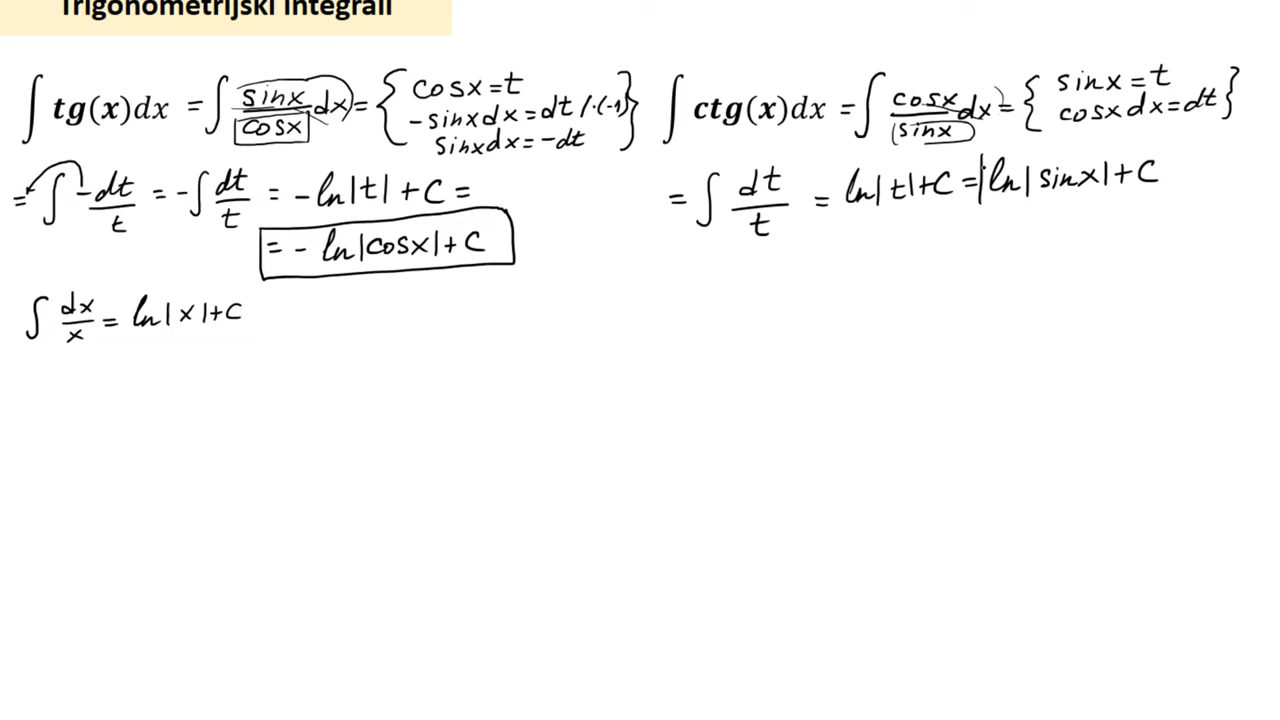 Trigonometrijski integrali
∫ tg(x)dx = ∫ sinx/cosx dx = { cosx = t
-sinxdx = dt /·(-1)
sinxdx = -dt }
= ∫ -dt/t = -∫ dt/t = -ln|t| + C =
= - ln|cosx| + C
∫ dx/x = ln|x| + C
∫ ctg(x)dx = ∫ cosx/sinx dx = { sinx = t
cosxdx = dt }
= ∫ dt/t = ln|t| + C = ln|sinx| + C